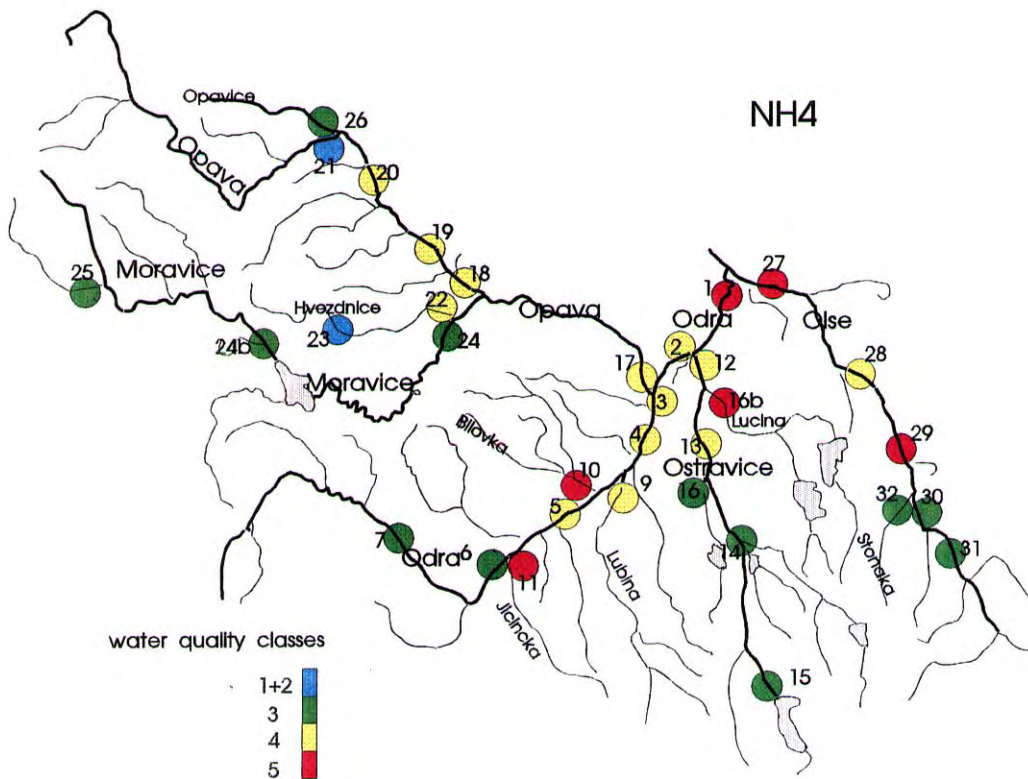 Opavice
26
NH4
21
Opava
20
19
25
Moravice
18
27
1
Hvezdnice
22
Opava
Odra
Olse
23
24
24b
2
12
28
Moravice
17
3
16b
Lucina
Bilovka
4
13
29
Ostravice
10
9
16
5
32
30
7
Odra
6
14
31
11
Lubina
Stonaka
Jicincka
water quality classes
15
1+2
3
4
5